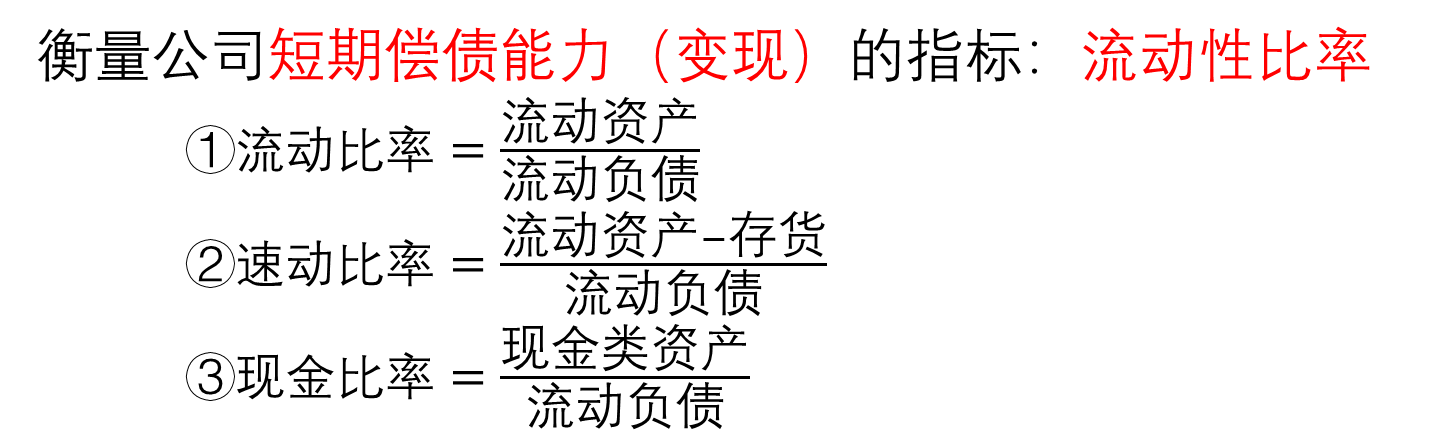 衡量公司短期偿债能力（变现）的指标：流动性比率
①流动比率 = 流动资产/流动负债
②速动比率 = 流动资产-存货/流动负债
③现金比率 = 现金类资产/流动负债